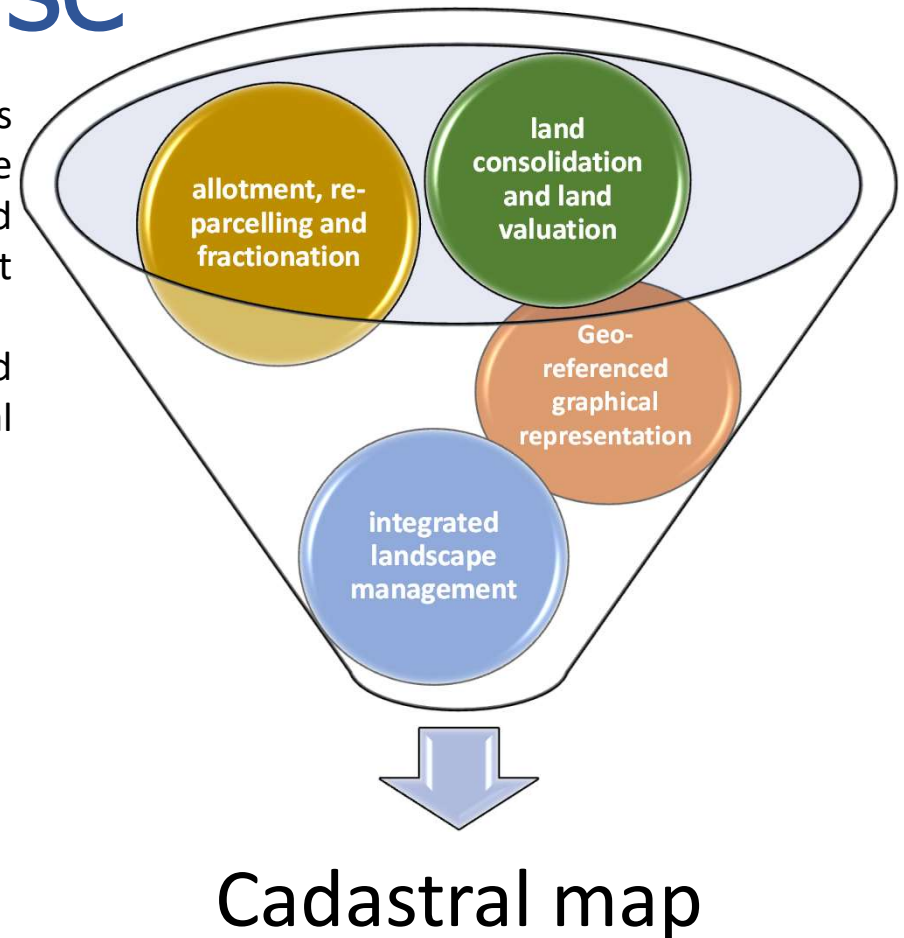 sc
s
e
d
t
d
al
allotment, re-
parcelling and
fractionation
land
consolidation
and land
valuation
Geo-
referenced
graphical
representation
integrated
landscape
management
Cadastral map